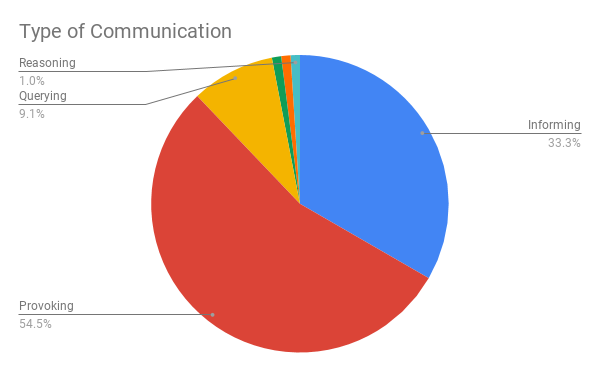 Type of Communication
Reasoning
1.0%
Querying
9.1%
Informing
33.3%
Provoking
54.5%